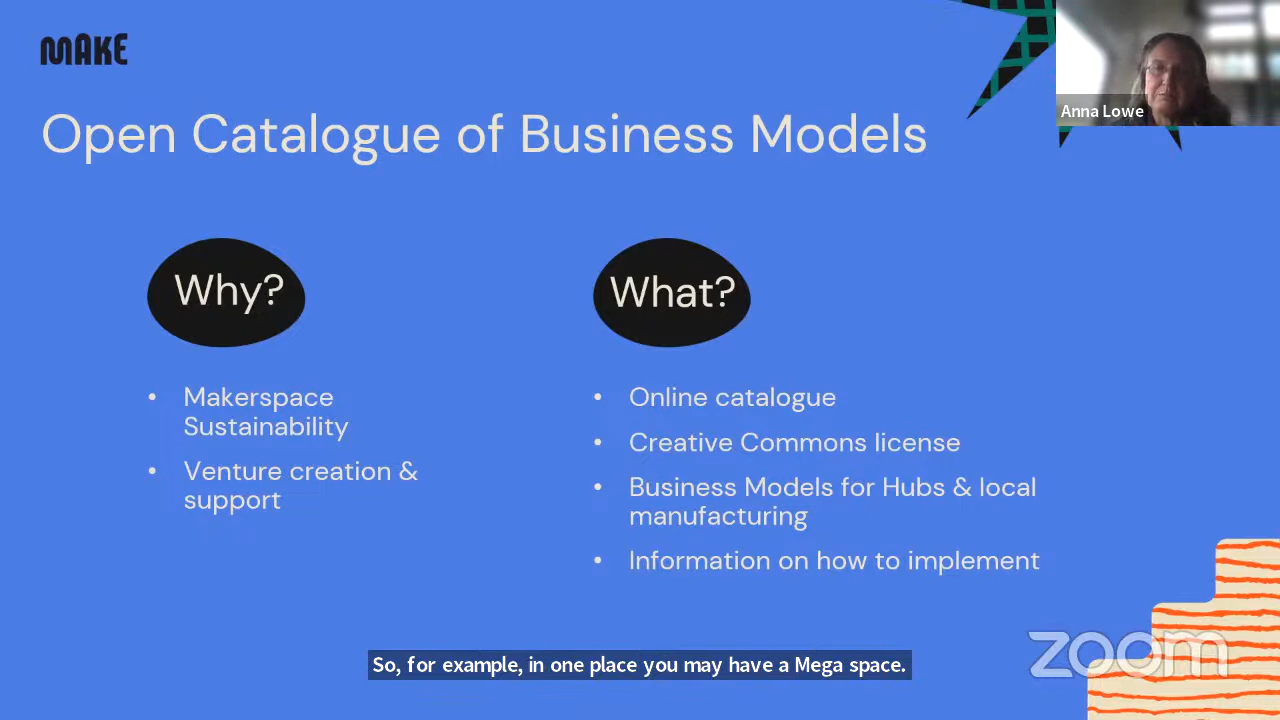 MAKE
Anna Lowe
Open Catalogue of Business Models
Why?
Makerspace
Sustainability
Venture creation &
support
What?
Online catalogue
Creative Commons license
Business Models for Hubs & local
manufacturing
Information on how to implement
zoom
So, for example, in one place you may have a Mega space.